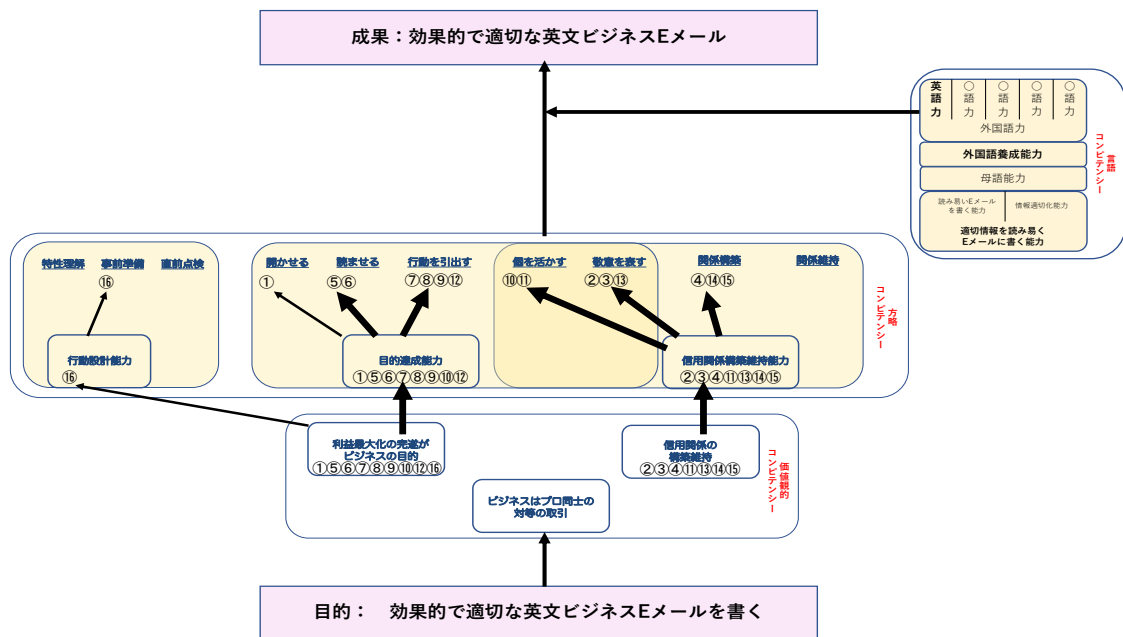 成果：効果的で適切な英文ビジネスEメール
英語力
〇語力
〇語力
〇語力
〇語力
外国語力
外国語養成能力
母語能力
読み易いEメール
を書く能力
情報適切化能力
適切情報を読み易く
Eメールに書く能力
言語
コンピテンシー
特性理解
事前準備
直前点検
⑯
開かせる
読ませる
行動を引出す
①
⑤⑥
⑦⑧⑨⑫
個を活かす
敬意を表す
⑩⑪
②③⑬
関係構築
関係維持
④⑭⑮
行動設計能力
⑯
目的達成能力
①⑤⑥⑦⑧⑨⑩⑫
信用関係構築維持能力
②③④⑪⑬⑭⑮
方略
コンピテンシー
利益最大化の完遂が
ビジネスの目的
①⑤⑥⑦⑧⑨⑩⑫⑯
信用関係の
構築維持
②③④⑪⑬⑭⑮
ビジネスはプロ同士の
対等の取引
価値観的
コンピテンシー
目的：　効果的で適切な英文ビジネスEメールを書く